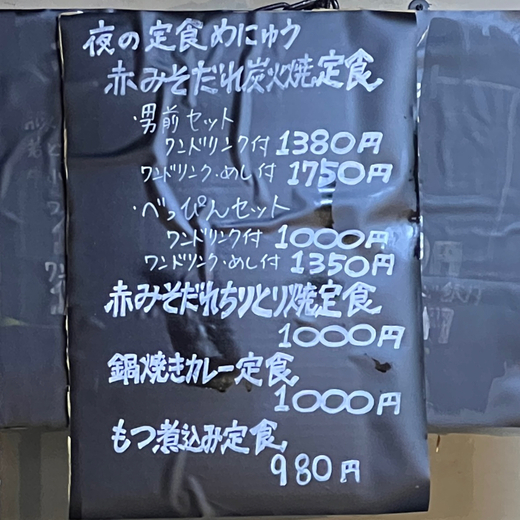 夜の定食めにゅう
赤みそだれ炭火焼定食
・男前セット
ワンドリンク付 1380円
ワンドリンク・めし付 1750円
・べっぴんセット
ワンドリンク付 1000円
ワンドリンク・めし付 1350円
赤みそだれちりとり焼定食
1000円
鍋焼きカレー定食
1000円
もつ煮込み定食
980円